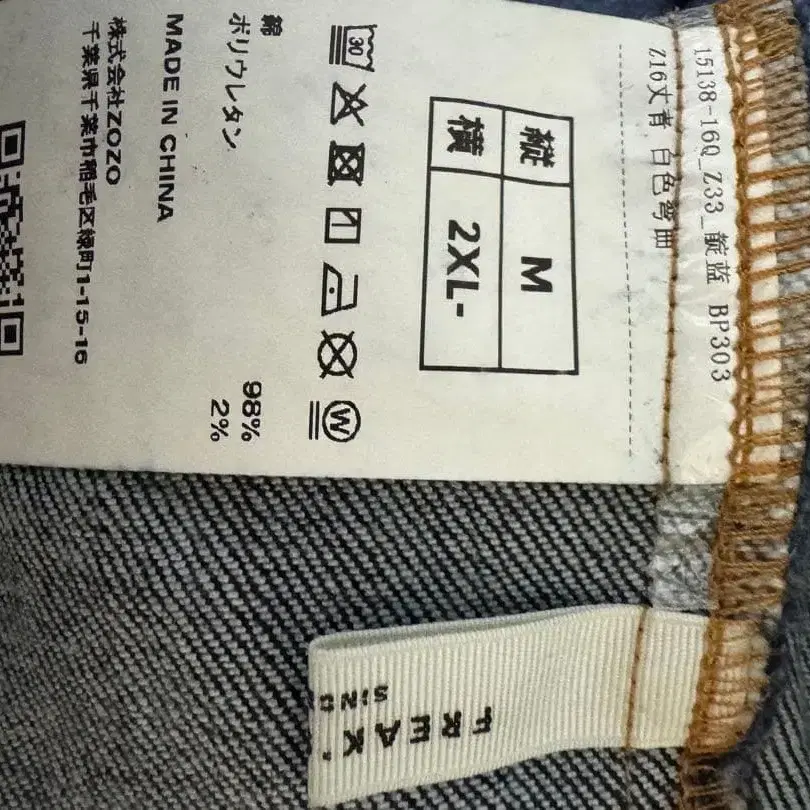 15138-16Q_Z33_靛蓝 BP303
Z16丈青 白色弯曲
縦 M
横 2XL-
30 W
綿 98%
ポリウレタン 2%
MADE IN CHINA
株式会社ZOZO
千葉県千葉市稲毛区緑町1-15-16
FREAK'